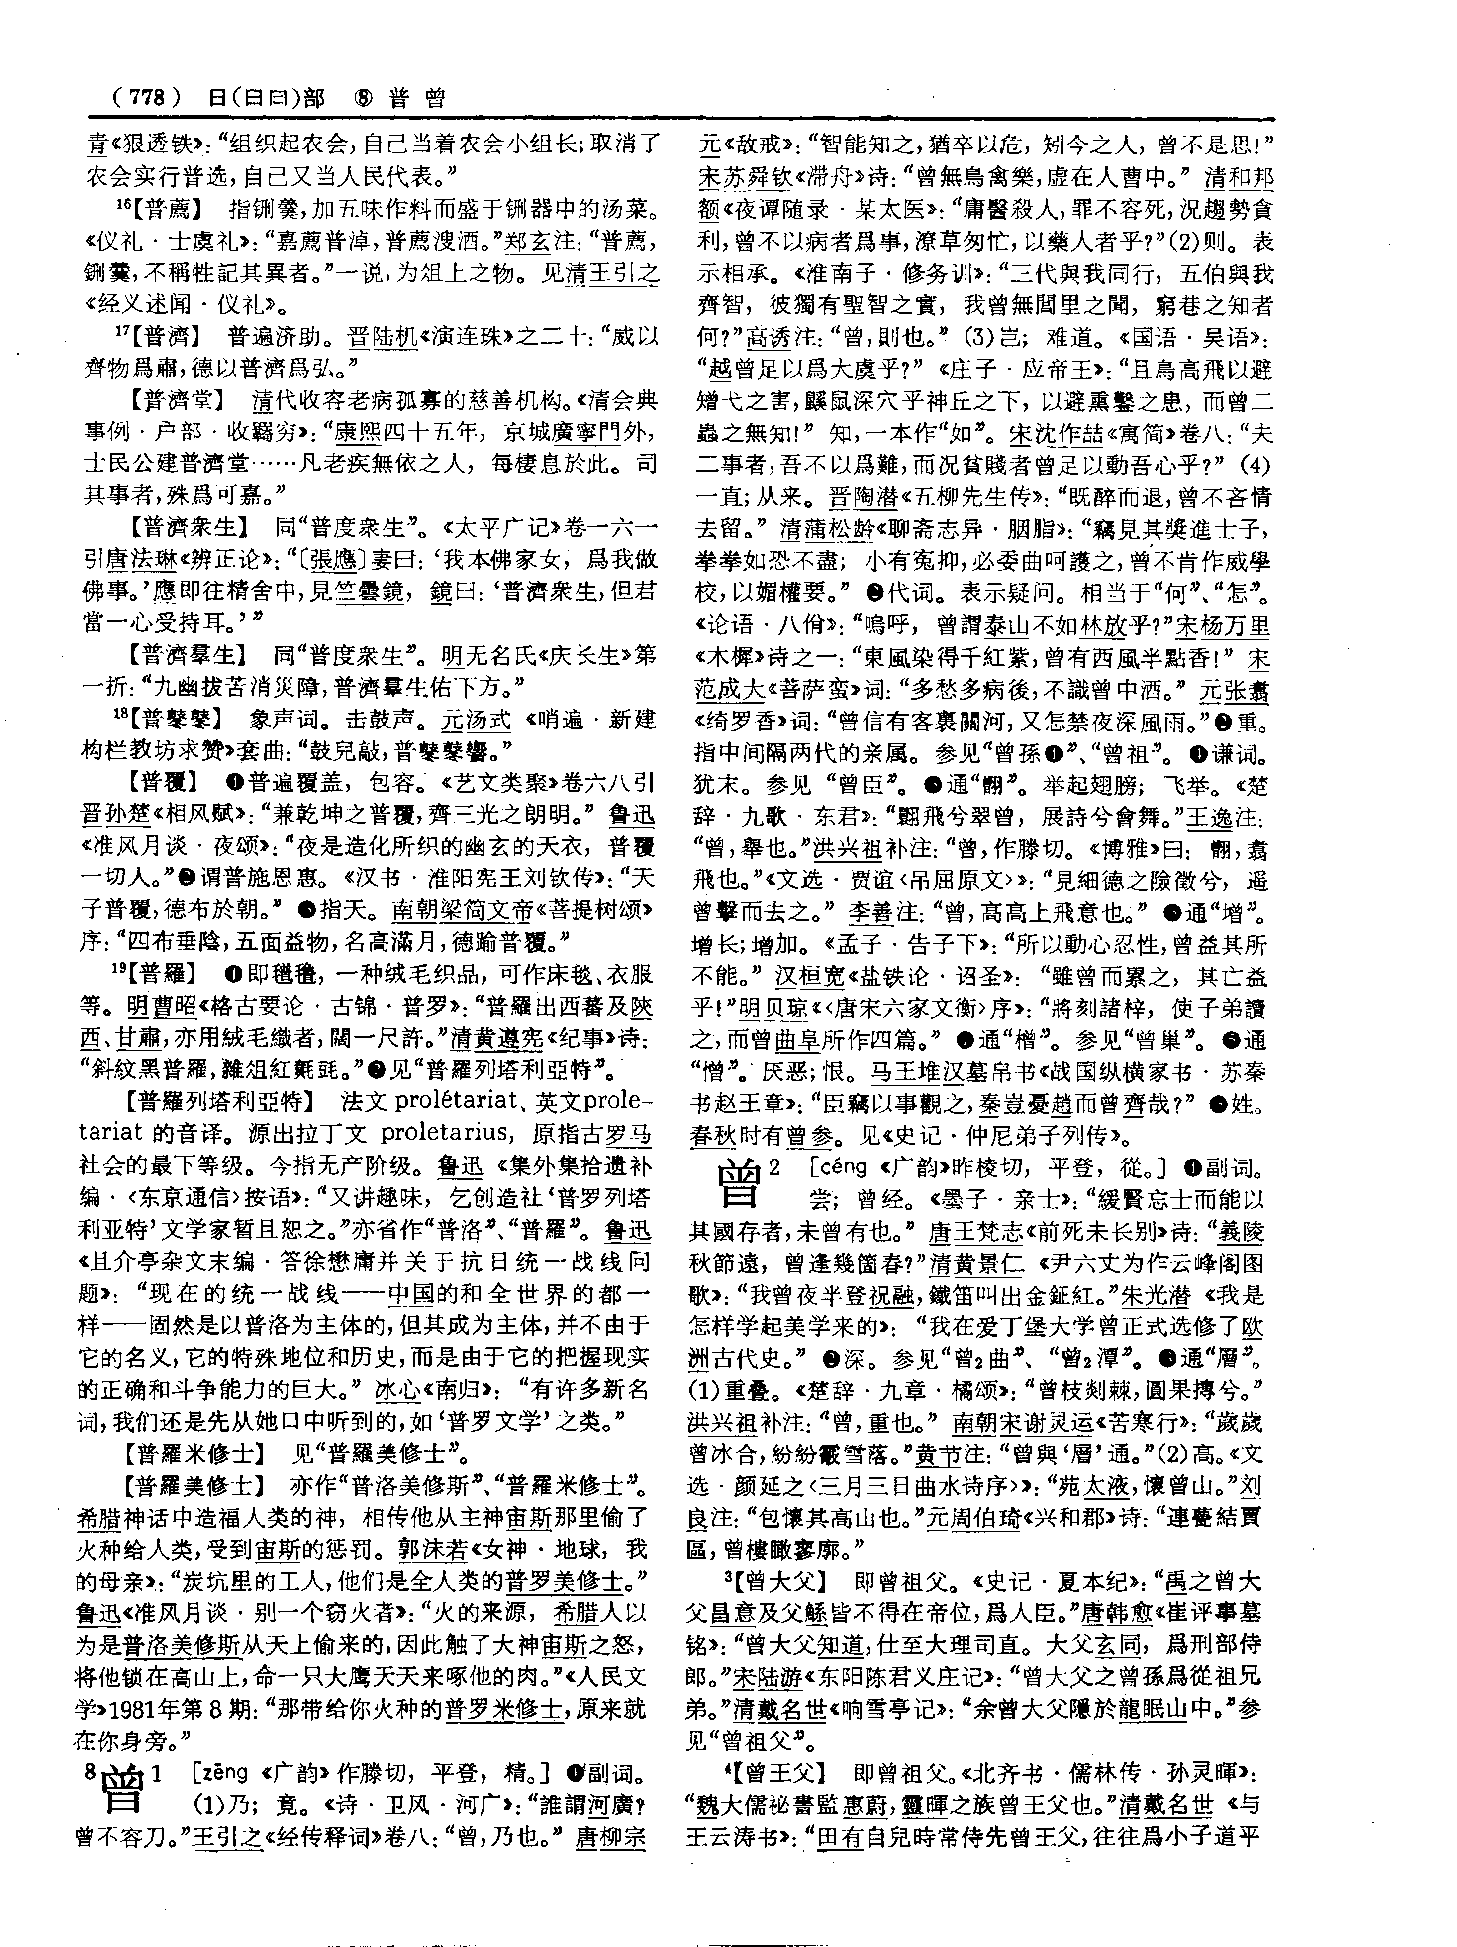 （778） 日（日曰）部 ⑧ 普 曾
青《狠透铁》：“组织起农会，自己当着农会小组长；取消了
农会实行普选，自己又当人民代表。”
¹⁶【普薦】 指铏羹，加五味作料而盛于铏器中的汤菜。
《仪礼·士虞礼》：“嘉薦普淖，普薦溲酒。”郑玄注：“普薦，
鉶羹，不稱牲記其異者。”一说，为俎上之物。见清王引之
《经义述闻·仪礼》。
¹⁷【普濟】 普遍济助。晋陆机《演连珠》之二十：“威以
齊物爲肅，德以普濟爲弘。”
【普濟堂】 清代收容老病孤寡的慈善机构。《清会典
事例·户部·收羁穷》：“康熙四十五年，京城廣寧門外，
士民公建普濟堂……凡老疾無依之人，每棲息於此。司
其事者，殊爲可嘉。”
【普濟衆生】 同“普度衆生”。《太平广记》卷一六一
引唐法琳《辨正论》：“〔張應〕妻曰：‘我本佛家女，爲我做
佛事。’應即往精舍中，見竺曇鏡，鏡曰：‘普濟衆生，但君
當一心受持耳。’”
【普濟羣生】 同“普度衆生”。明无名氏《庆长生》第
一折：“九幽拔苦消災障，普濟羣生佑下方。”
¹⁸【普鼕鼕】 象声词。击鼓声。元汤式《哨遍·新建
构栏教坊求赞》套曲：“鼓兒敲，普鼕鼕響。”
【普覆】 ❶普遍覆盖，包容。《艺文类聚》卷六八引
晋孙楚《相风赋》：“兼乾坤之普覆，齊三光之朗明。”鲁迅
《准风月谈·夜颂》：“夜是造化所织的幽玄的天衣，普覆
一切人。”❷谓普施恩惠。《汉书·淮阳宪王刘钦传》：“天
子普覆，德布於朝。”❸指天。南朝梁简文帝《菩提树颂》
序：“四布垂陰，五面益物，名高滿月，德踰普覆。”
¹⁹【普羅】 ❶即氆氇，一种绒毛织品，可作床毯、衣服
等。明曹昭《格古要论·古锦·普罗》：“普羅出西蕃及陝
西、甘肅，亦用絨毛織者，闊一尺許。”清黄遵宪《纪事》诗：
“斜紋黑普羅，雜俎紅氍毹。”❷见“普羅列塔利亞特”。
【普羅列塔利亞特】 法文 prolétariat、英文prole-
tariat 的音译。源出拉丁文 proletarius，原指古罗马
社会的最下等级。今指无产阶级。鲁迅《集外集拾遗补
编·〈东京通信〉按语》：“又讲趣味，乞创造社‘普罗列塔
利亚特’文学家暂且恕之。”亦省作“普洛”、“普羅”。鲁迅
《且介亭杂文末编·答徐懋庸并关于抗日统一战线问
题》：“现在的统一战线——中国的和全世界的都一
样——固然是以普洛为主体的，但其成为主体，并不由于
它的名义，它的特殊地位和历史，而是由于它的把握现实
的正确和斗争能力的巨大。”冰心《南归》：“有许多新名
词，我们还是先从她口中听到的，如‘普罗文学’之类。”
【普羅米修士】 见“普羅美修士”。
【普羅美修士】 亦作“普洛美修斯”、“普羅米修士”。
希腊神话中造福人类的神，相传他从主神宙斯那里偷了
火种给人类，受到宙斯的惩罚。郭沫若《女神·地球，我
的母亲》：“炭坑里的工人，他们是全人类的普罗美修士。”
鲁迅《准风月谈·别一个窃火者》：“火的来源，希腊人以
为是普洛美修斯从天上偷来的，因此触了大神宙斯之怒，
将他锁在高山上，命一只大鹰天天来啄他的肉。”《人民文
学》1981年第8期：“那带给你火种的普罗米修士，原来就
在你身旁。”
8曾1 ［zēng《广韵》作滕切，平登，精。］❶副词。
(1)乃；竟。《诗·卫风·河广》：“誰謂河廣？
曾不容刀。”王引之《经传释词》卷八：“曾，乃也。”唐柳宗
元《敌戒》：“智能知之，猶卒以危，矧今之人，曾不是思！”
宋苏舜钦《滞舟》诗：“曾無鳥禽樂，虛在人曹中。”清和邦
额《夜谭随录·某太医》：“庸醫殺人，罪不容死，況趨勢貪
利，曾不以病者爲事，潦草匆忙，以藥人者乎？”(2)则。表
示相承。《淮南子·修务训》：“三代與我同行，五伯與我
齊智，彼獨有聖智之實，我曾無閭里之聞，窮巷之知者
何？”高诱注：“曾，則也。”(3)岂；难道。《国语·吴语》：
“越曾足以爲大虞乎？”《庄子·应帝王》：“且鳥高飛以避
矰弋之害，鼷鼠深穴乎神丘之下，以避熏鑿之患，而曾二
蟲之無知！”知，一本作“如”。宋沈作喆《寓简》卷八：“夫
二事者，吾不以爲難，而况貧賤者曾足以動吾心乎？”(4)
一直；从来。晋陶潜《五柳先生传》：“既醉而退，曾不吝情
去留。”清蒲松龄《聊斋志异·胭脂》：“竊見其獎進士子，
拳拳如恐不盡；小有冤抑，必委曲呵護之，曾不肯作威學
校，以媚權要。”❷代词。表示疑问。相当于“何”、“怎”。
《论语·八佾》：“嗚呼，曾謂泰山不如林放乎？”宋杨万里
《木樨》诗之一：“東風染得千紅紫，曾有西風半點香！”宋
范成大《菩萨蛮》词：“多愁多病後，不識曾中酒。”元张翥
《绮罗香》词：“曾信有客裏關河，又怎禁夜深風雨。”❸重。
指中间隔两代的亲属。参见“曾孫❶”、“曾祖”。❹谦词。
犹末。参见“曾臣”。❺通“䎖”。举起翅膀；飞举。《楚
辞·九歌·东君》：“翾飛兮翠曾，展詩兮會舞。”王逸注：
“曾，舉也。”洪兴祖补注：“曾，作滕切。《博雅》曰：䎖，翥
飛也。”《文选·贾谊〈吊屈原文〉》：“見細德之險徵兮，遥
曾擊而去之。”李善注：“曾，高高上飛意也。”❻通“增”。
增长；增加。《孟子·告子下》：“所以動心忍性，曾益其所
不能。”汉桓宽《盐铁论·诏圣》：“雖曾而累之，其亡益
乎！”明贝琼《〈唐宋六家文衡〉序》：“將刻諸梓，使子弟讀
之，而曾曲阜所作四篇。”❼通“橧”。参见“曾巢”。❽通
“憎”。厌恶；恨。马王堆汉墓帛书《战国纵横家书·苏秦
书赵王章》：“臣竊以事觀之，秦豈憂趙而曾齊哉？”❾姓。
春秋时有曾参。见《史记·仲尼弟子列传》。
曾2 ［céng《广韵》昨棱切，平登，從。］❶副词。
尝；曾经。《墨子·亲士》：“緩賢忘士而能以
其國存者，未曾有也。”唐王梵志《前死未长别》诗：“義陵
秋節遠，曾逢幾箇春？”清黄景仁《尹六丈为作云峰阁图
歌》：“我曾夜半登祝融，鐵笛叫出金鉦紅。”朱光潜《我是
怎样学起美学来的》：“我在爱丁堡大学曾正式选修了欧
洲古代史。”❷深。参见“曾₂曲”、“曾₂潭”。❸通“層”。
(1)重叠。《楚辞·九章·橘颂》：“曾枝剡棘，圓果摶兮。”
洪兴祖补注：“曾，重也。”南朝宋谢灵运《苦寒行》：“歲歲
曾冰合，紛紛霰雪落。”黄节注：“曾與‘層’通。”(2)高。《文
选·颜延之〈三月三日曲水诗序〉》：“苑太液，懷曾山。”刘
良注：“包懷其高山也。”元周伯琦《兴和郡》诗：“連甍結賈
區，曾樓瞰寥廓。”
³【曾大父】 即曾祖父。《史记·夏本纪》：“禹之曾大
父昌意及父鯀皆不得在帝位，爲人臣。”唐韩愈《崔评事墓
铭》：“曾大父知道，仕至大理司直。大父玄同，爲刑部侍
郎。”宋陆游《东阳陈君义庄记》：“曾大父之曾孫爲從祖兄
弟。”清戴名世《响雪亭记》：“余曾大父隱於龍眠山中。”参
见“曾祖父”。
⁴【曾王父】 即曾祖父。《北齐书·儒林传·孙灵晖》：
“魏大儒祕書監惠蔚，靈暉之族曾王父也。”清戴名世《与
王云涛书》：“田有自兒時常侍先曾王父，往往爲小子道平